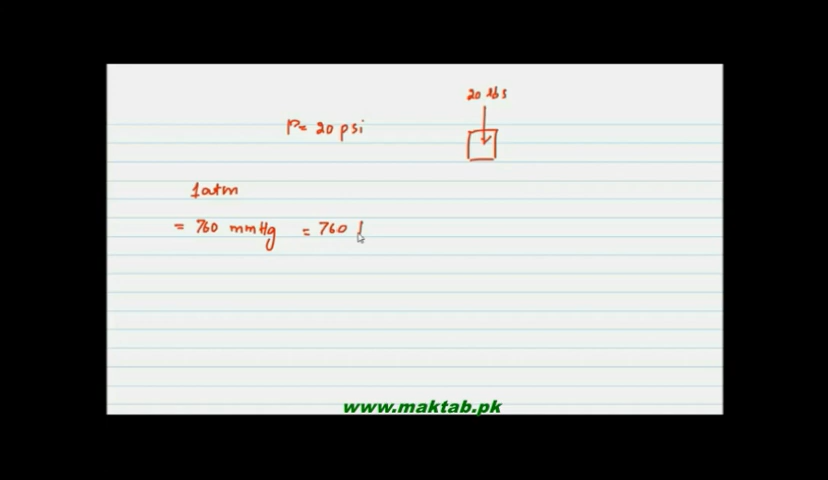 20 lbs
P= 20 psi
1atm
= 760 mmHg = 760
www.maktab.pk